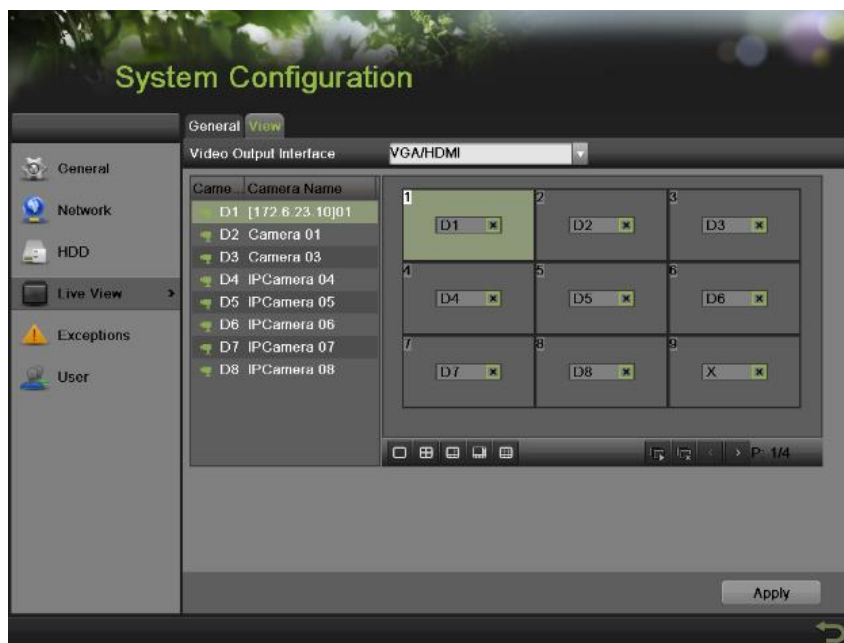 System Configuration
General View
Video Output Interface VGA/HDMI
General
Network
HDD
Live View >
Exceptions
User
Came... Camera Name
D1 [172.6.23.10]01
D2 Camera 01
D3 Camera 03
D4 IPCamera 04
D5 IPCamera 05
D6 IPCamera 06
D7 IPCamera 07
D8 IPCamera 08
1 2 3
D1 D2 D3
4 5 6
D4 D5 D6
7 8 9
D7 D8 X
P: 1/4
Apply